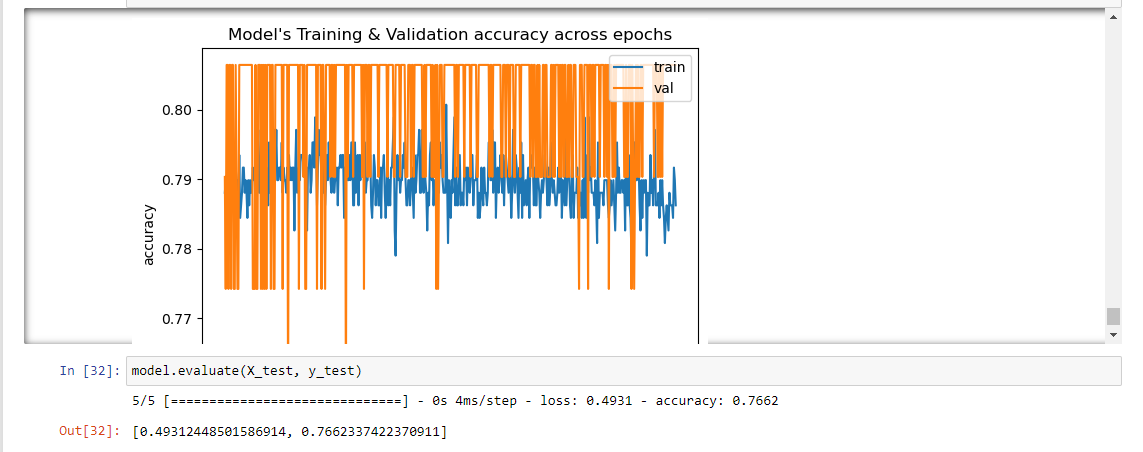 Model's Training & Validation accuracy across epochs
train
val
0.80
0.79
0.78
0.77
accuracy
In [32]: model.evaluate(X_test, y_test)
5/5 [==============================] - 0s 4ms/step - loss: 0.4931 - accuracy: 0.7662
Out[32]: [0.49312448501586914, 0.7662337422370911]